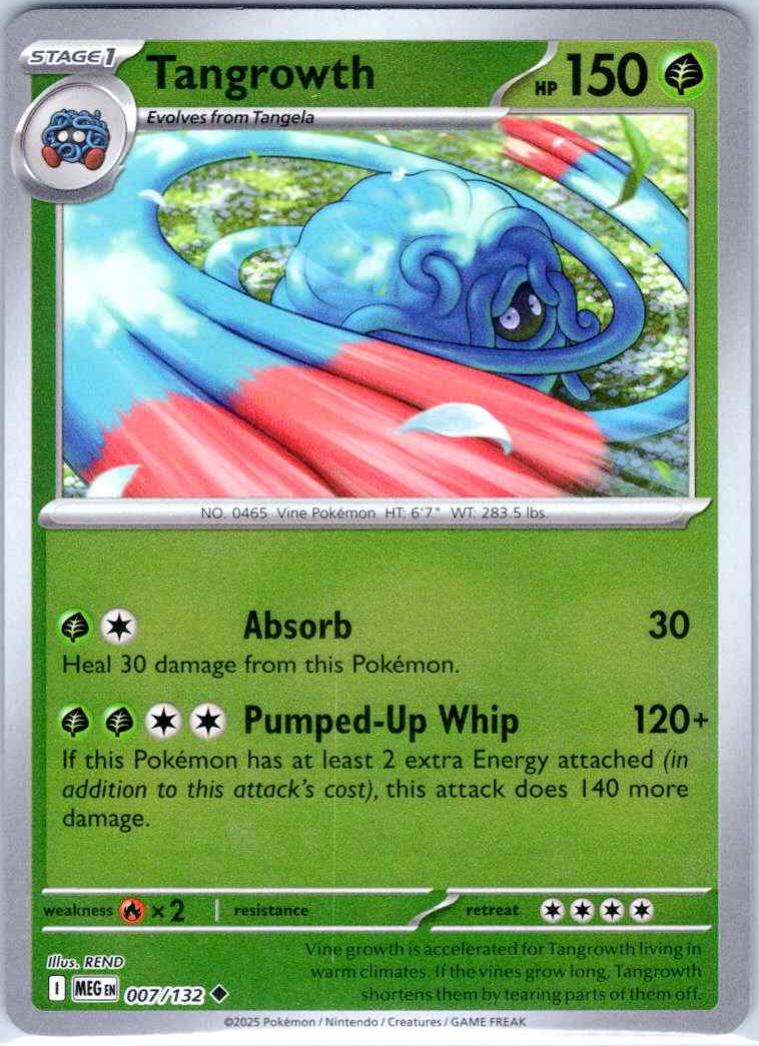 STAGE 1
Tangrowth
HP 150
Evolves from Tangela
NO. 0465 Vine Pokémon HT: 6'7" WT: 283.5 lbs.
Absorb 30
Heal 30 damage from this Pokémon.
Pumped-Up Whip 120+
If this Pokémon has at least 2 extra Energy attached (in
addition to this attack's cost), this attack does 140 more
damage.
weakness ×2 resistance retreat
Illus. REND
I MEG EN 007/132
Vine growth is accelerated for Tangrowth living in
warm climates. If the vines grow long, Tangrowth
shortens them by tearing parts of them off.
©2025 Pokémon / Nintendo / Creatures / GAME FREAK